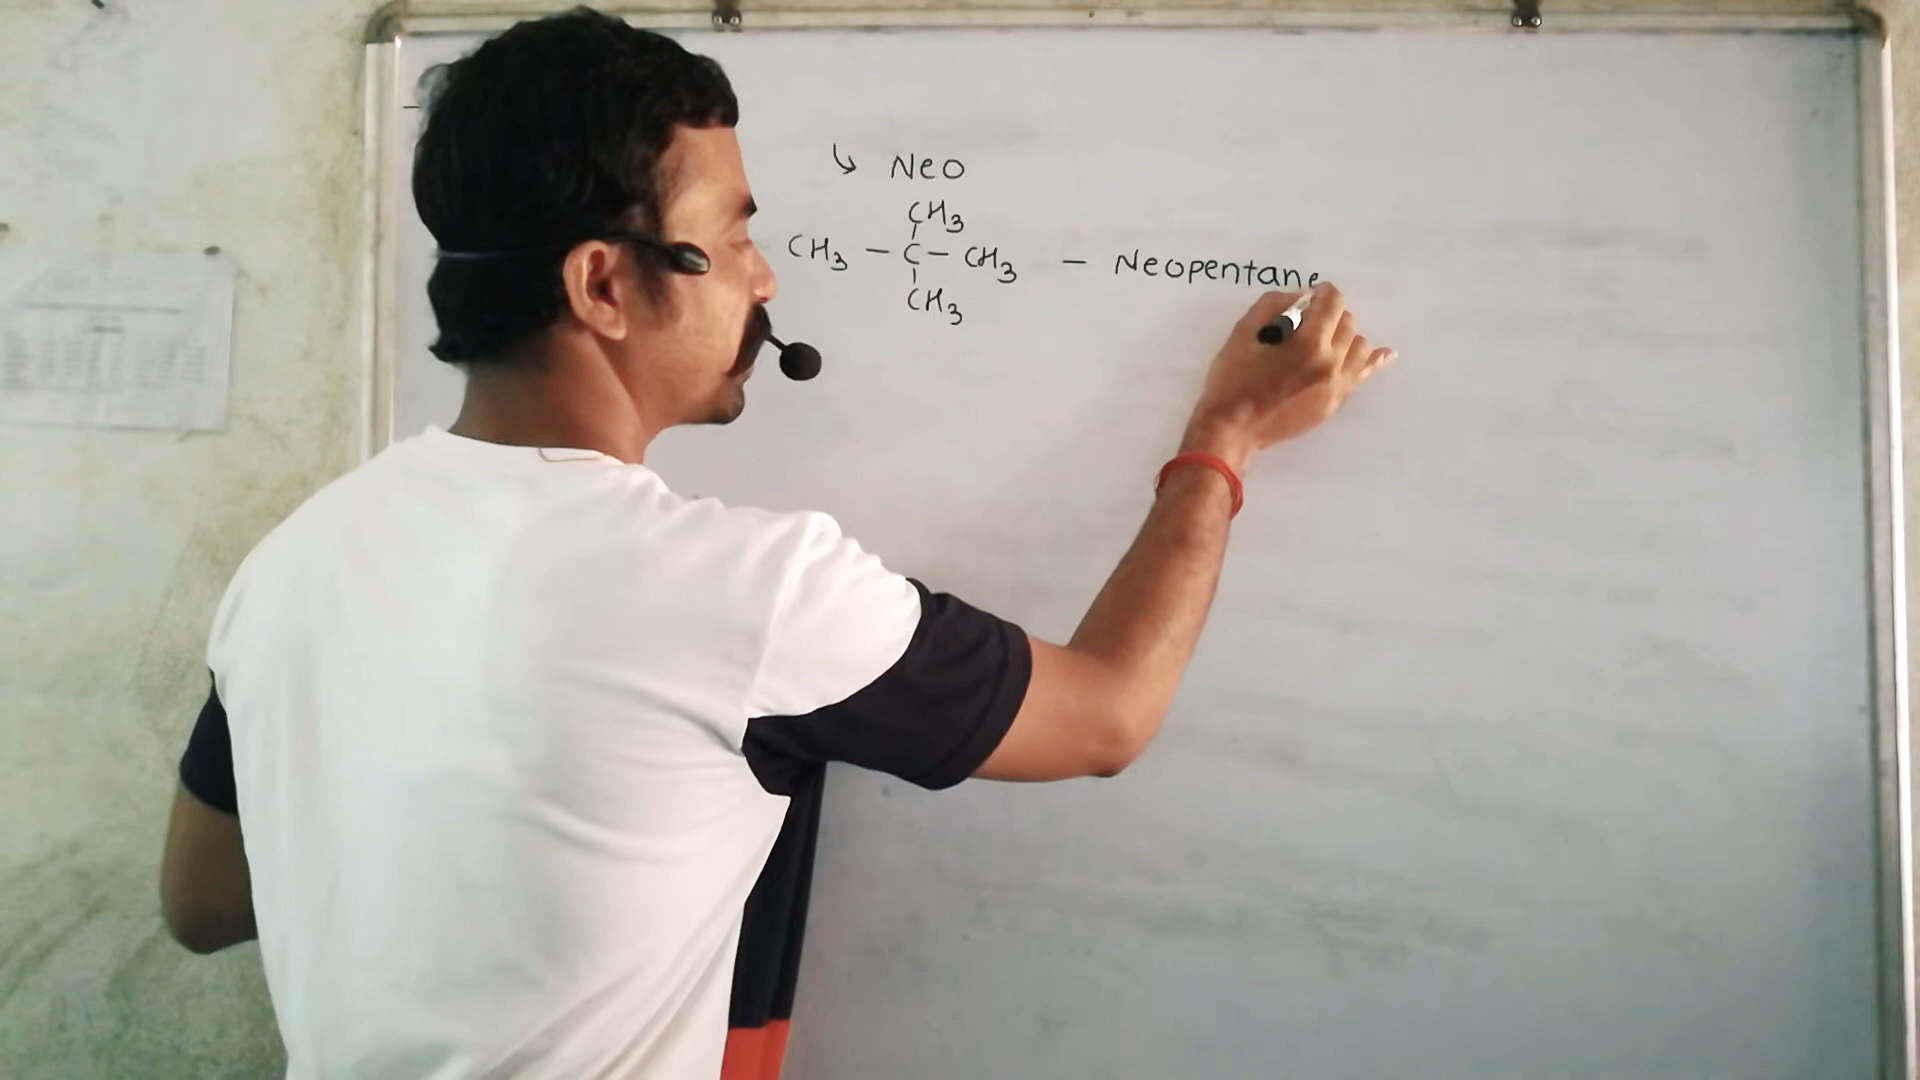 ↳ Neo
CH3
CH3 – C – CH3 – Neopentane
CH3